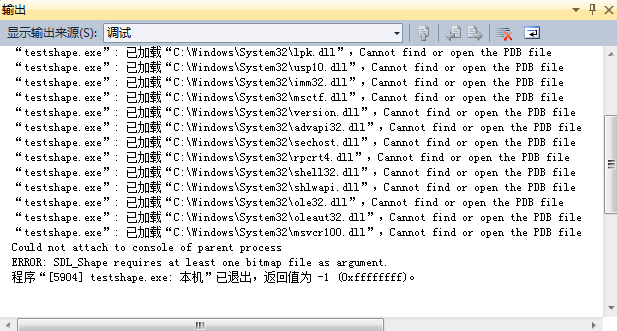 输出
显示输出来源(S): 调试
“testshape.exe”: 已加载“C:\Windows\System32\lpk.dll”，Cannot find or open the PDB file
“testshape.exe”: 已加载“C:\Windows\System32\usp10.dll”，Cannot find or open the PDB file
“testshape.exe”: 已加载“C:\Windows\System32\imm32.dll”，Cannot find or open the PDB file
“testshape.exe”: 已加载“C:\Windows\System32\msctf.dll”，Cannot find or open the PDB file
“testshape.exe”: 已加载“C:\Windows\System32\version.dll”，Cannot find or open the PDB file
“testshape.exe”: 已加载“C:\Windows\System32\advapi32.dll”，Cannot find or open the PDB file
“testshape.exe”: 已加载“C:\Windows\System32\sechost.dll”，Cannot find or open the PDB file
“testshape.exe”: 已加载“C:\Windows\System32\rpcrt4.dll”，Cannot find or open the PDB file
“testshape.exe”: 已加载“C:\Windows\System32\shell32.dll”，Cannot find or open the PDB file
“testshape.exe”: 已加载“C:\Windows\System32\shlwapi.dll”，Cannot find or open the PDB file
“testshape.exe”: 已加载“C:\Windows\System32\ole32.dll”，Cannot find or open the PDB file
“testshape.exe”: 已加载“C:\Windows\System32\oleaut32.dll”，Cannot find or open the PDB file
“testshape.exe”: 已加载“C:\Windows\System32\msvcr100.dll”，Cannot find or open the PDB file
Could not attach to console of parent process
ERROR: SDL_Shape requires at least one bitmap file as argument.
程序“[5904] testshape.exe: 本机”已退出，返回值为 -1 (0xffffffff)。